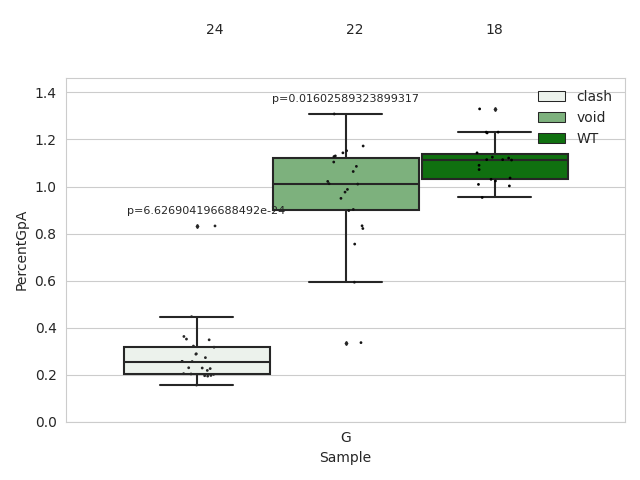 24 22 18
p=0.01602589323899317
p=6.626904196688492e-24
clash
void
WT
PercentGpA
1.4
1.2
1.0
0.8
0.6
0.4
0.2
0.0
G
Sample